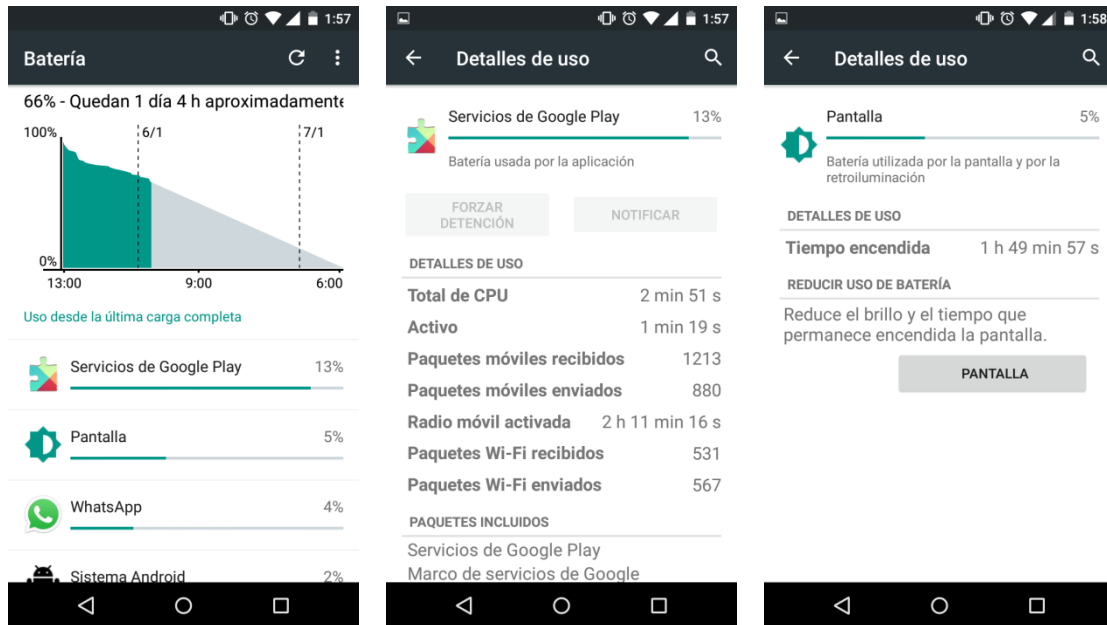 1:57
Batería
66% - Quedan 1 día 4 h aproximadamente
100%
6/1
7/1
0%
13:00 9:00 6:00
Uso desde la última carga completa
Servicios de Google Play 13%
Pantalla 5%
WhatsApp 4%
Sistema Android 2%
1:57
Detalles de uso
Servicios de Google Play 13%
Batería usada por la aplicación
FORZAR
DETENCIÓN
NOTIFICAR
DETALLES DE USO
Total de CPU 2 min 51 s
Activo 1 min 19 s
Paquetes móviles recibidos 1213
Paquetes móviles enviados 880
Radio móvil activada 2 h 11 min 16 s
Paquetes Wi-Fi recibidos 531
Paquetes Wi-Fi enviados 567
PAQUETES INCLUIDOS
Servicios de Google Play
Marco de servicios de Google
1:58
Detalles de uso
Pantalla 5%
Batería utilizada por la pantalla y por la
retroiluminación
DETALLES DE USO
Tiempo encendida 1 h 49 min 57 s
REDUCIR USO DE BATERÍA
Reduce el brillo y el tiempo que
permanece encendida la pantalla.
PANTALLA